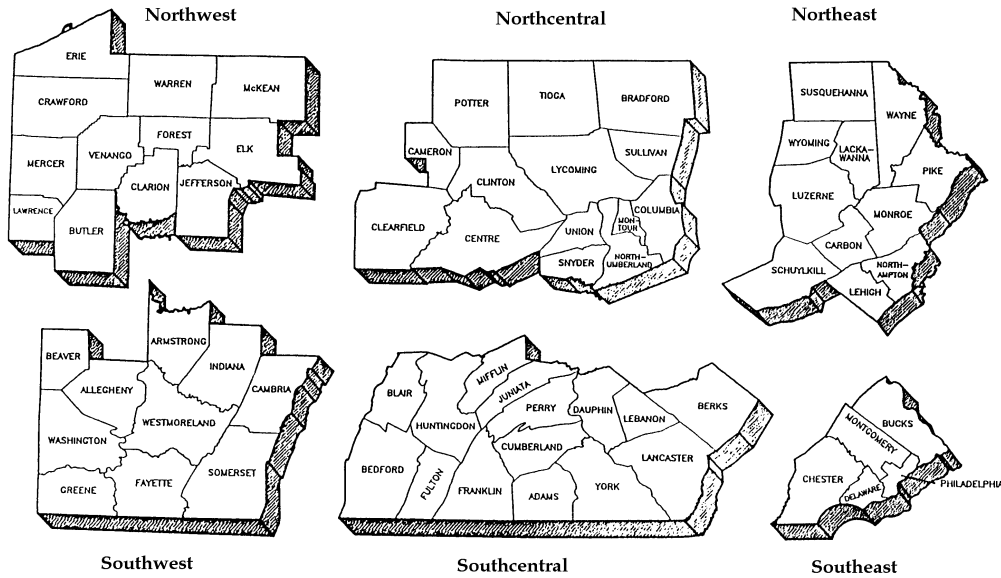 Northwest
ERIE
CRAWFORD
WARREN
McKEAN
MERCER
VENANGO
FOREST
ELK
CLARION
JEFFERSON
LAWRENCE
BUTLER
Northcentral
POTTER
TIOGA
BRADFORD
CAMERON
SULLIVAN
CLINTON
LYCOMING
CLEARFIELD
CENTRE
UNION
MON-
TOUR
COLUMBIA
SNYDER
NORTH-
UMBERLAND
Northeast
SUSQUEHANNA
WAYNE
WYOMING
LACKA-
WANNA
PIKE
LUZERNE
MONROE
CARBON
SCHUYLKILL
NORTH-
AMPTON
LEHIGH
BEAVER
ARMSTRONG
INDIANA
ALLEGHENY
CAMBRIA
WASHINGTON
WESTMORELAND
GREENE
FAYETTE
SOMERSET
Southwest
BLAIR
MIFFLIN
JUNIATA
HUNTINGDON
PERRY
DAUPHIN
LEBANON
BERKS
CUMBERLAND
LANCASTER
BEDFORD
FULTON
FRANKLIN
ADAMS
YORK
Southcentral
BUCKS
MONTGOMERY
CHESTER
DELAWARE
PHILADELPHIA
Southeast